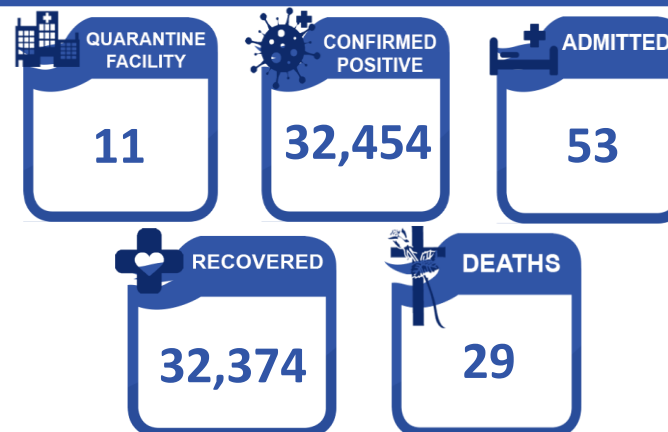 QUARANTINE
FACILITY
11
CONFIRMED
POSITIVE
32,454
ADMITTED
53
RECOVERED
32,374
DEATHS
29